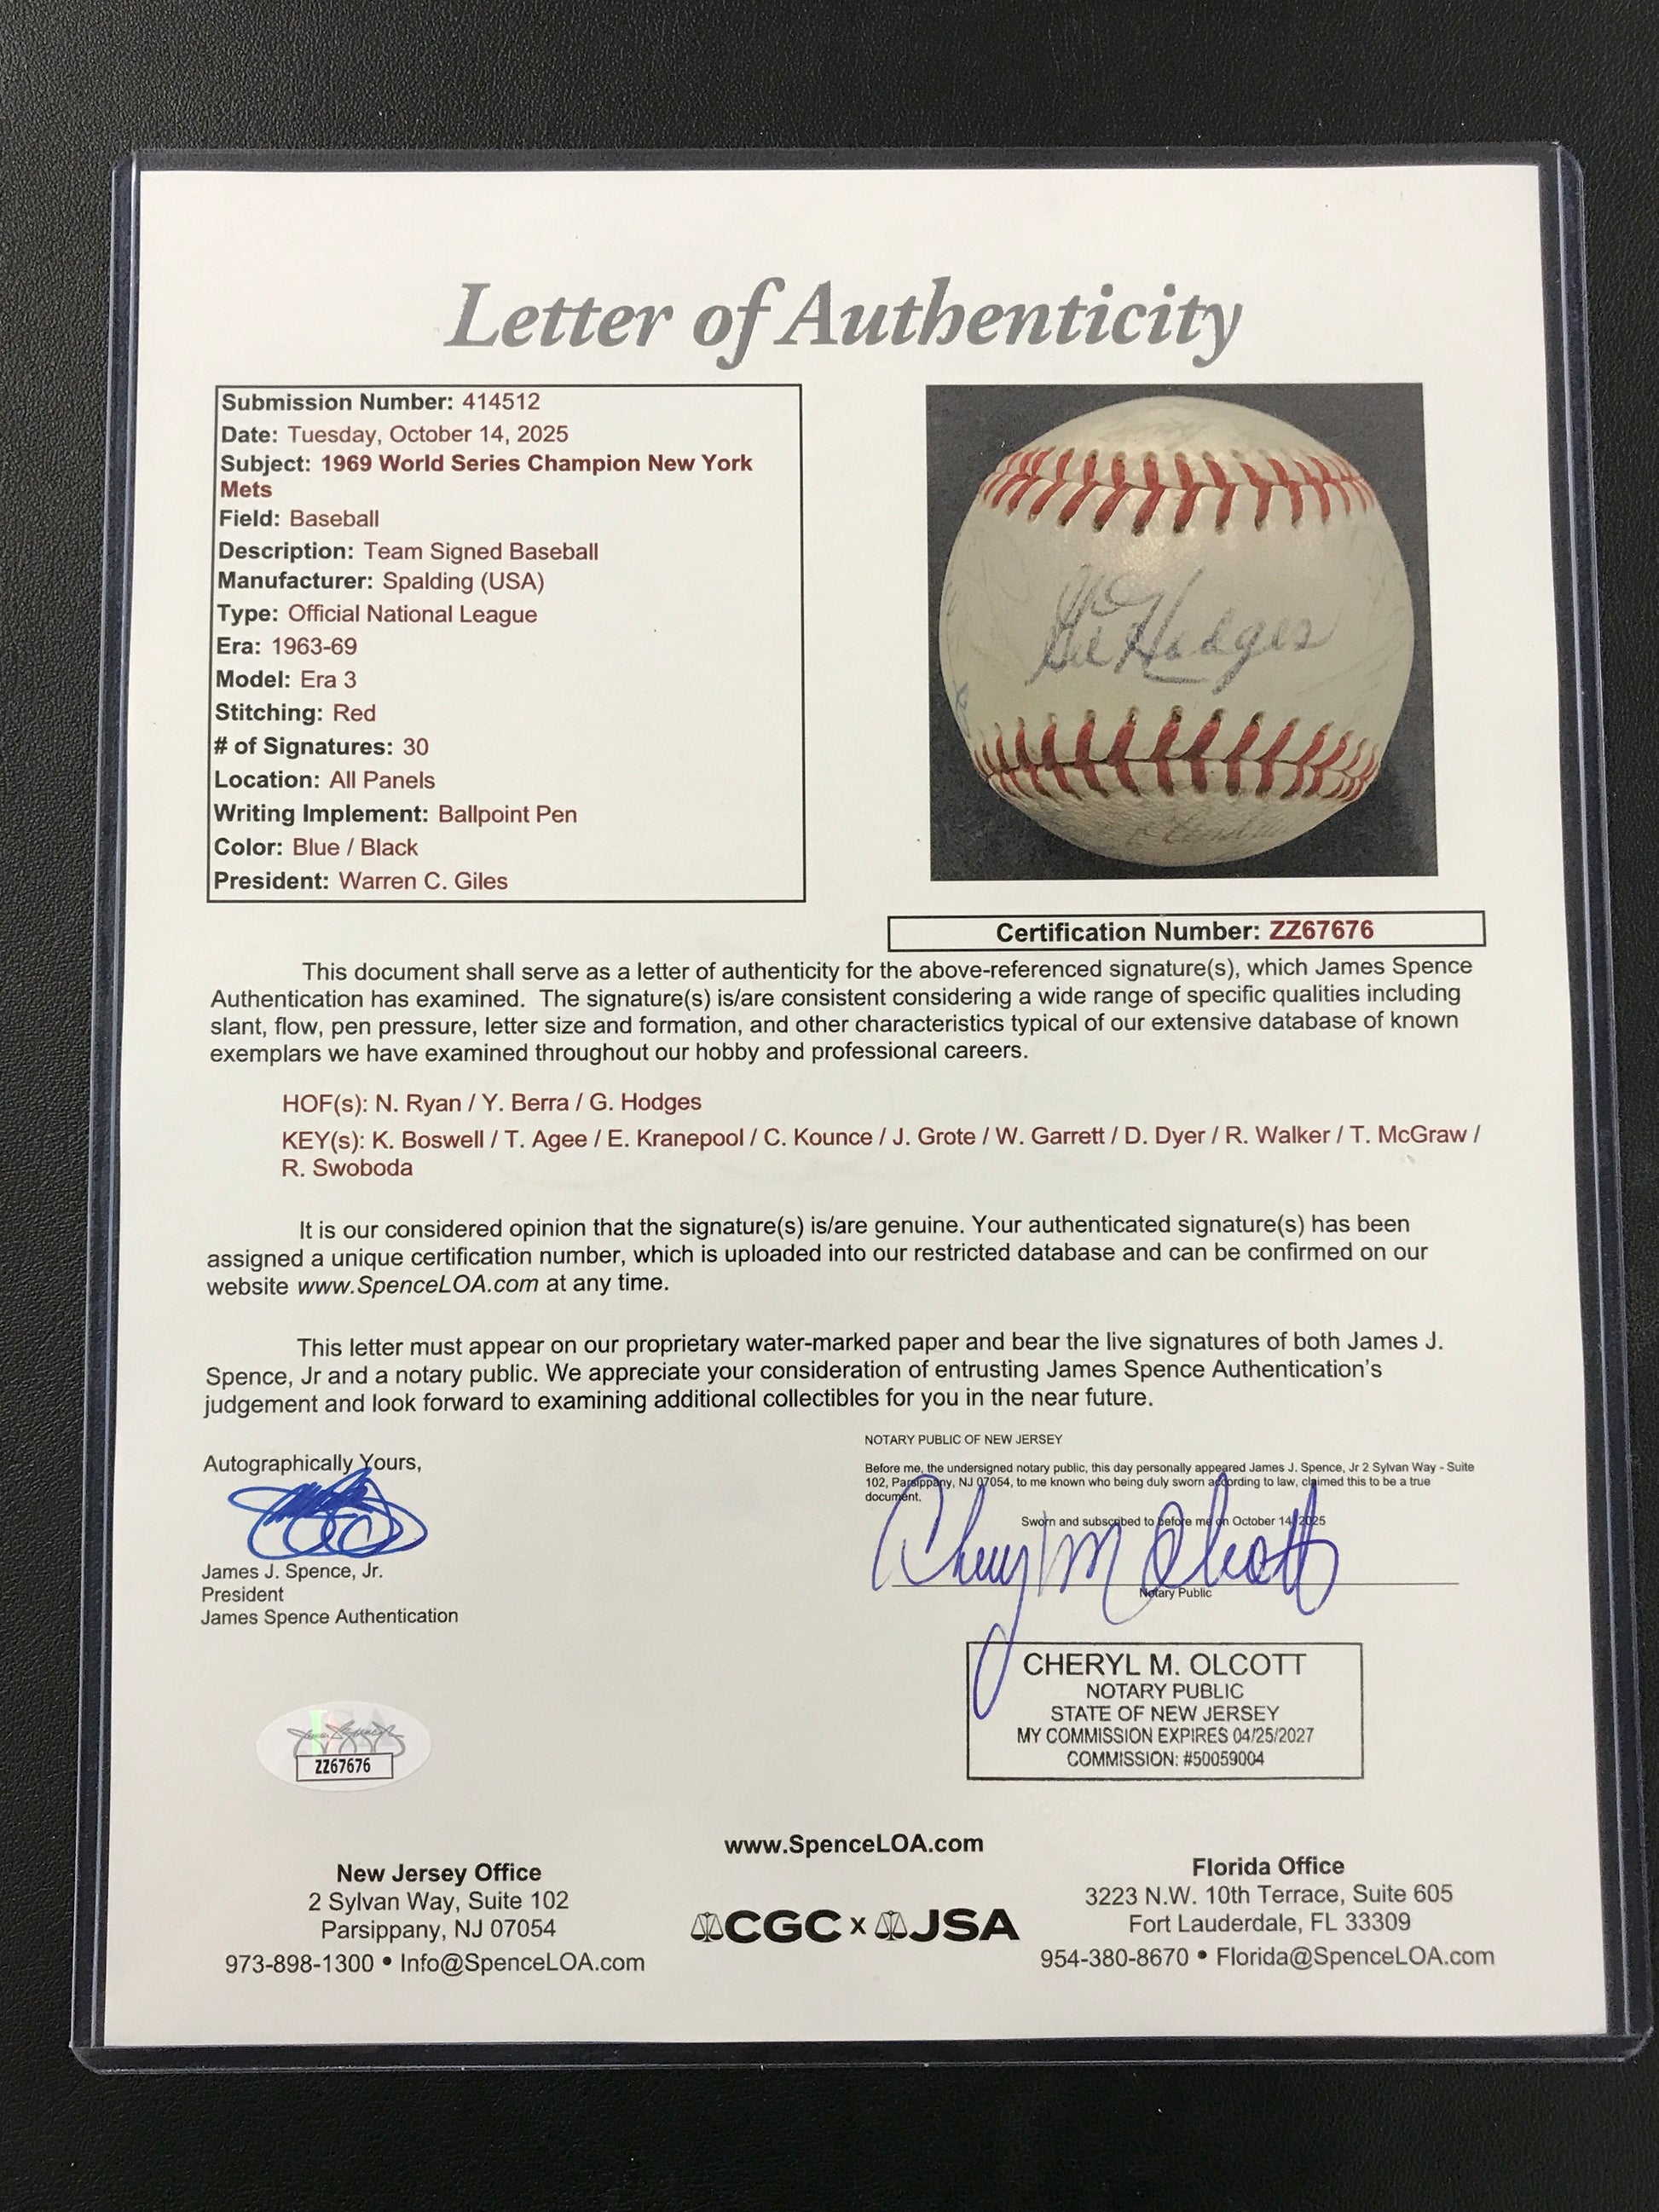 Letter of Authenticity
Submission Number: 414512
Date: Tuesday, October 14, 2025
Subject: 1969 World Series Champion New York
Mets
Field: Baseball
Description: Team Signed Baseball
Manufacturer: Spalding (USA)
Type: Official National League
Era: 1963-69
Model: Era 3
Stitching: Red
# of Signatures: 30
Location: All Panels
Writing Implement: Ballpoint Pen
Color: Blue / Black
President: Warren C. Giles
Gil Hodges
Certification Number: ZZ67676
This document shall serve as a letter of authenticity for the above-referenced signature(s), which James Spence
Authentication has examined. The signature(s) is/are consistent considering a wide range of specific qualities including
slant, flow, pen pressure, letter size and formation, and other characteristics typical of our extensive database of known
exemplars we have examined throughout our hobby and professional careers.
HOF(s): N. Ryan / Y. Berra / G. Hodges
KEY(s): K. Boswell / T. Agee / E. Kranepool / C. Kounce / J. Grote / W. Garrett / D. Dyer / R. Walker / T. McGraw /
R. Swoboda
It is our considered opinion that the signature(s) is/are genuine. Your authenticated signature(s) has been
assigned a unique certification number, which is uploaded into our restricted database and can be confirmed on our
website www.SpenceLOA.com at any time.
This letter must appear on our proprietary water-marked paper and bear the live signatures of both James J.
Spence, Jr and a notary public. We appreciate your consideration of entrusting James Spence Authentication's
judgement and look forward to examining additional collectibles for you in the near future.
Autographically Yours,
James J. Spence, Jr.
President
James Spence Authentication
NOTARY PUBLIC OF NEW JERSEY
Before me, the undersigned notary public, this day personally appeared James J. Spence, Jr 2 Sylvan Way - Suite
102, Parsippany, NJ 07054, to me known who being duly sworn according to law, claimed this to be a true
document.
Sworn and subscribed to before me on October 14, 2025
Cheryl M Olcott
Notary Public
CHERYL M. OLCOTT
NOTARY PUBLIC
STATE OF NEW JERSEY
MY COMMISSION EXPIRES 04/25/2027
COMMISSION: #50059004
JSA
ZZ67676
www.SpenceLOA.com
New Jersey Office
2 Sylvan Way, Suite 102
Parsippany, NJ 07054
973-898-1300 • Info@SpenceLOA.com
CGC x JSA
Florida Office
3223 N.W. 10th Terrace, Suite 605
Fort Lauderdale, FL 33309
954-380-8670 • Florida@SpenceLOA.com